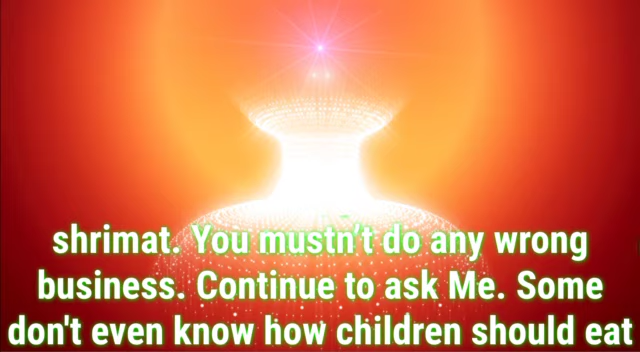 shrimat. You mustn't do any wrong
business. Continue to ask Me. Some
don't even know how children should eat